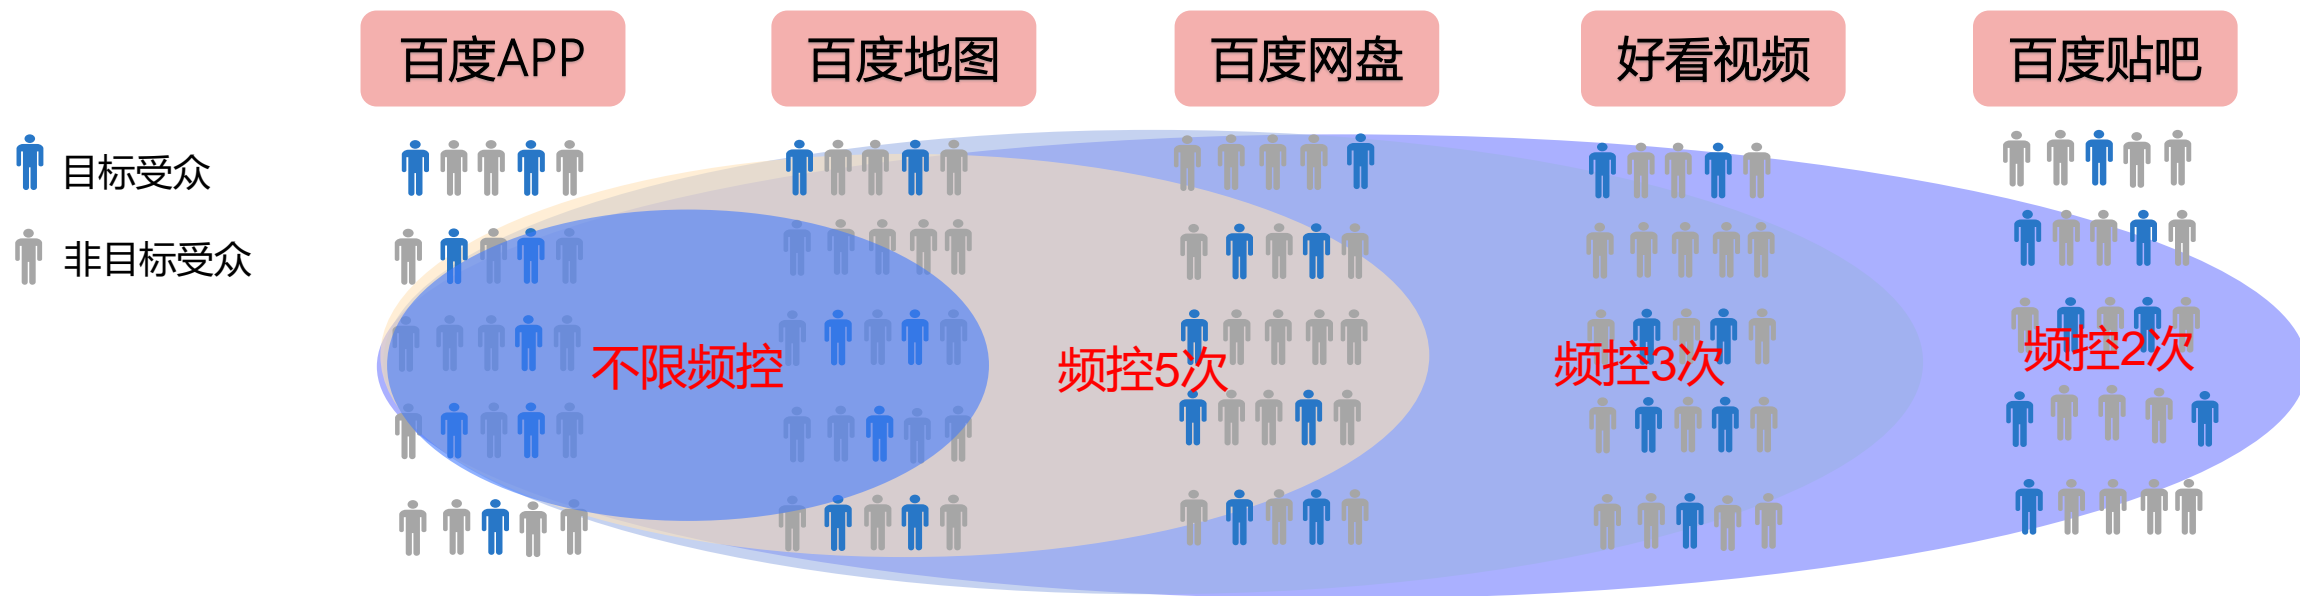 百度APP
百度地图
百度网盘
好看视频
百度贴吧
目标受众
非目标受众
不限频控
频控5次
频控3次
频控2次